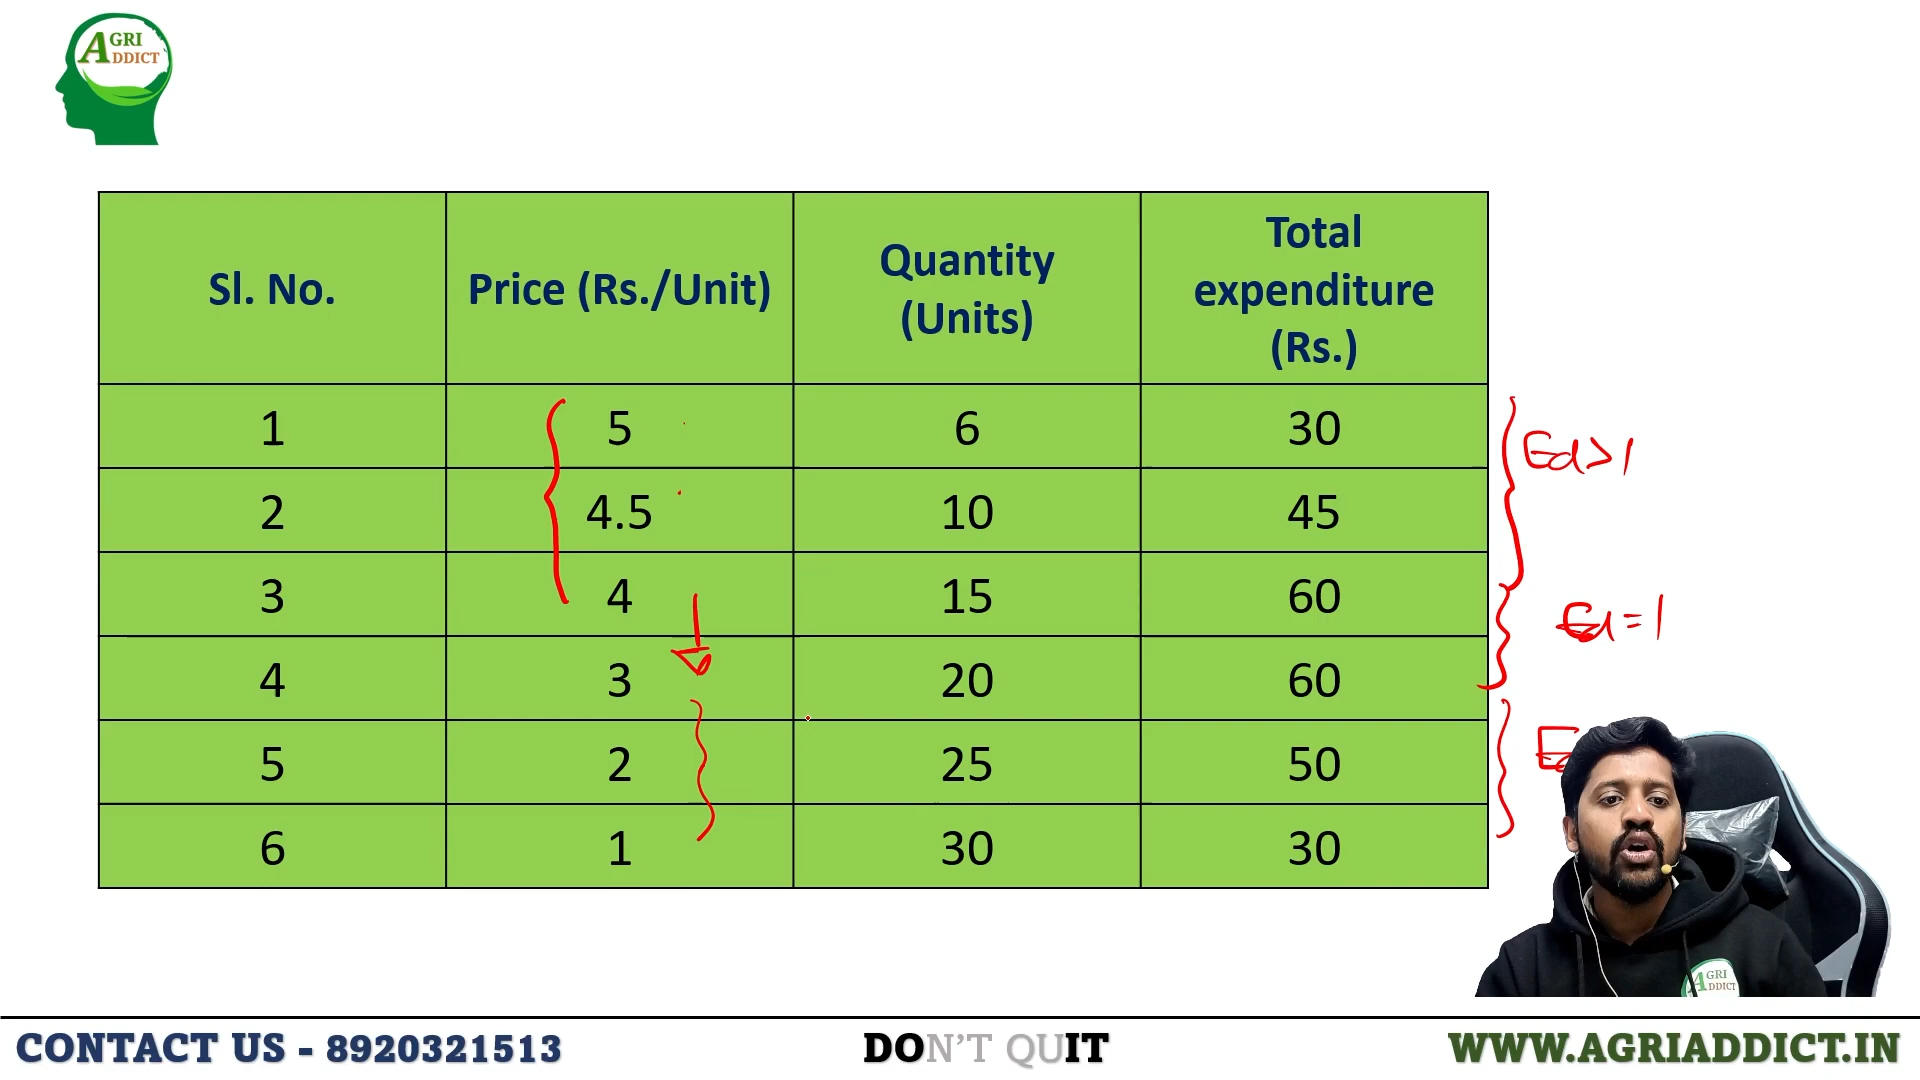 AGRI
ADDICT
Sl. No. Price (Rs./Unit) Quantity (Units) Total expenditure (Rs.)
1 5 6 30
2 4.5 10 45
3 4 15 60
4 3 20 60
5 2 25 50
6 1 30 30
Ed>1
Ed=1
AGRI
ADDICT
CONTACT US - 8920321513
DON'T QUIT
WWW.AGRIADDICT.IN